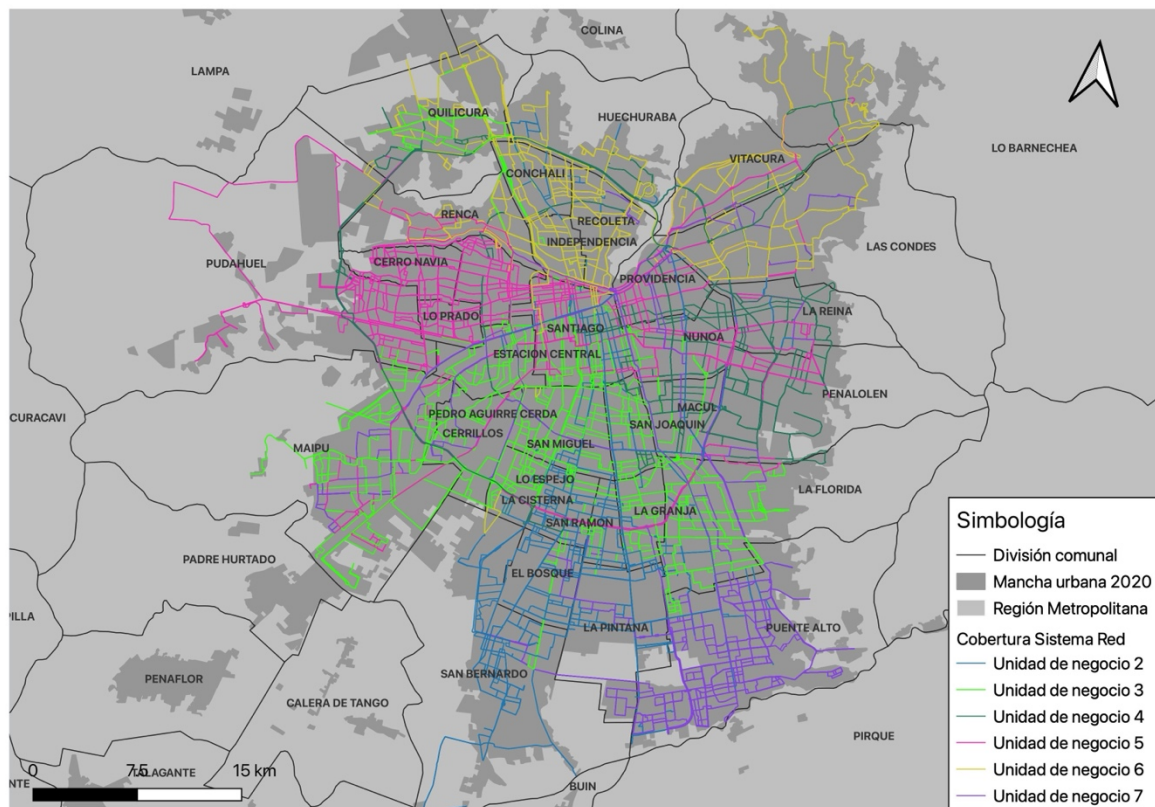 COLINA
LAMPA
QUILICURA
HUECHURABA
LO BARNECHEA
VITACURA
CONCHALI
RENCA
RECOLETA
INDEPENDENCIA
LAS CONDES
CERRO NAVIA
PUDAHUEL
PROVIDENCIA
LO PRADO
LA REINA
SANTIAGO
NUNOA
ESTACION CENTRAL
PENALOLEN
CURACAVI
PEDRO AGUIRRE CERDA
MACUL
SAN JOAQUIN
CERRILLOS
MAIPU
SAN MIGUEL
LO ESPEJO
LA FLORIDA
LA CISTERNA
LA GRANJA
SAN RAMON
PADRE HURTADO
EL BOSQUE
PILLA
LA PINTANA
PUENTE ALTO
SAN BERNARDO
PENAFLOR
CALERA DE TANGO
PIRQUE
TALAGANTE
NTE
BUIN
0 7.5 15 km
Simbología
División comunal
Mancha urbana 2020
Región Metropolitana
Cobertura Sistema Red
Unidad de negocio 2
Unidad de negocio 3
Unidad de negocio 4
Unidad de negocio 5
Unidad de negocio 6
Unidad de negocio 7